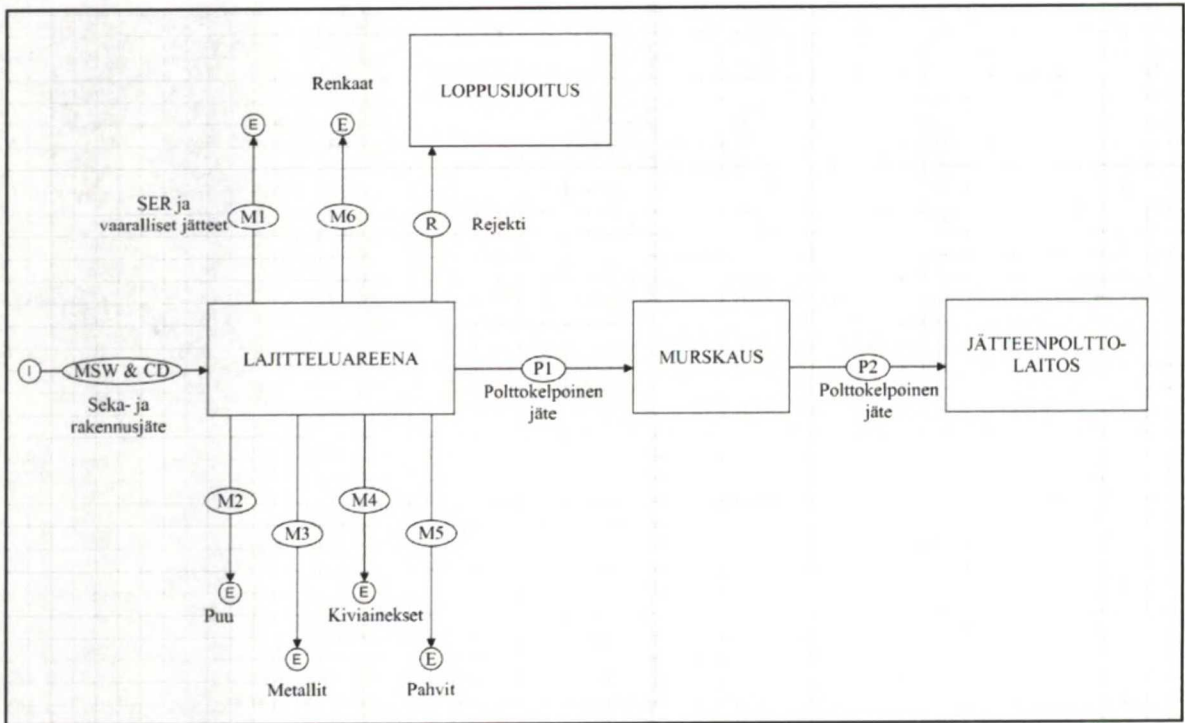 Renkaat
LOPPUSIJOITUS
E
E
SER ja
vaaralliset jätteet
M1
M6
R
Rejekti
LAJITTELUAREENA
MURSKAUS
JÄTTEENPOLTTO-
LAITOS
I
MSW & CD
P1
P2
Seka- ja
rakennusjäte
Polttokelpoinen
jäte
Polttokelpoinen
jäte
M2
M4
M3
M5
E
E
Puu
Kiviainekset
E
E
Metallit
Pahvit